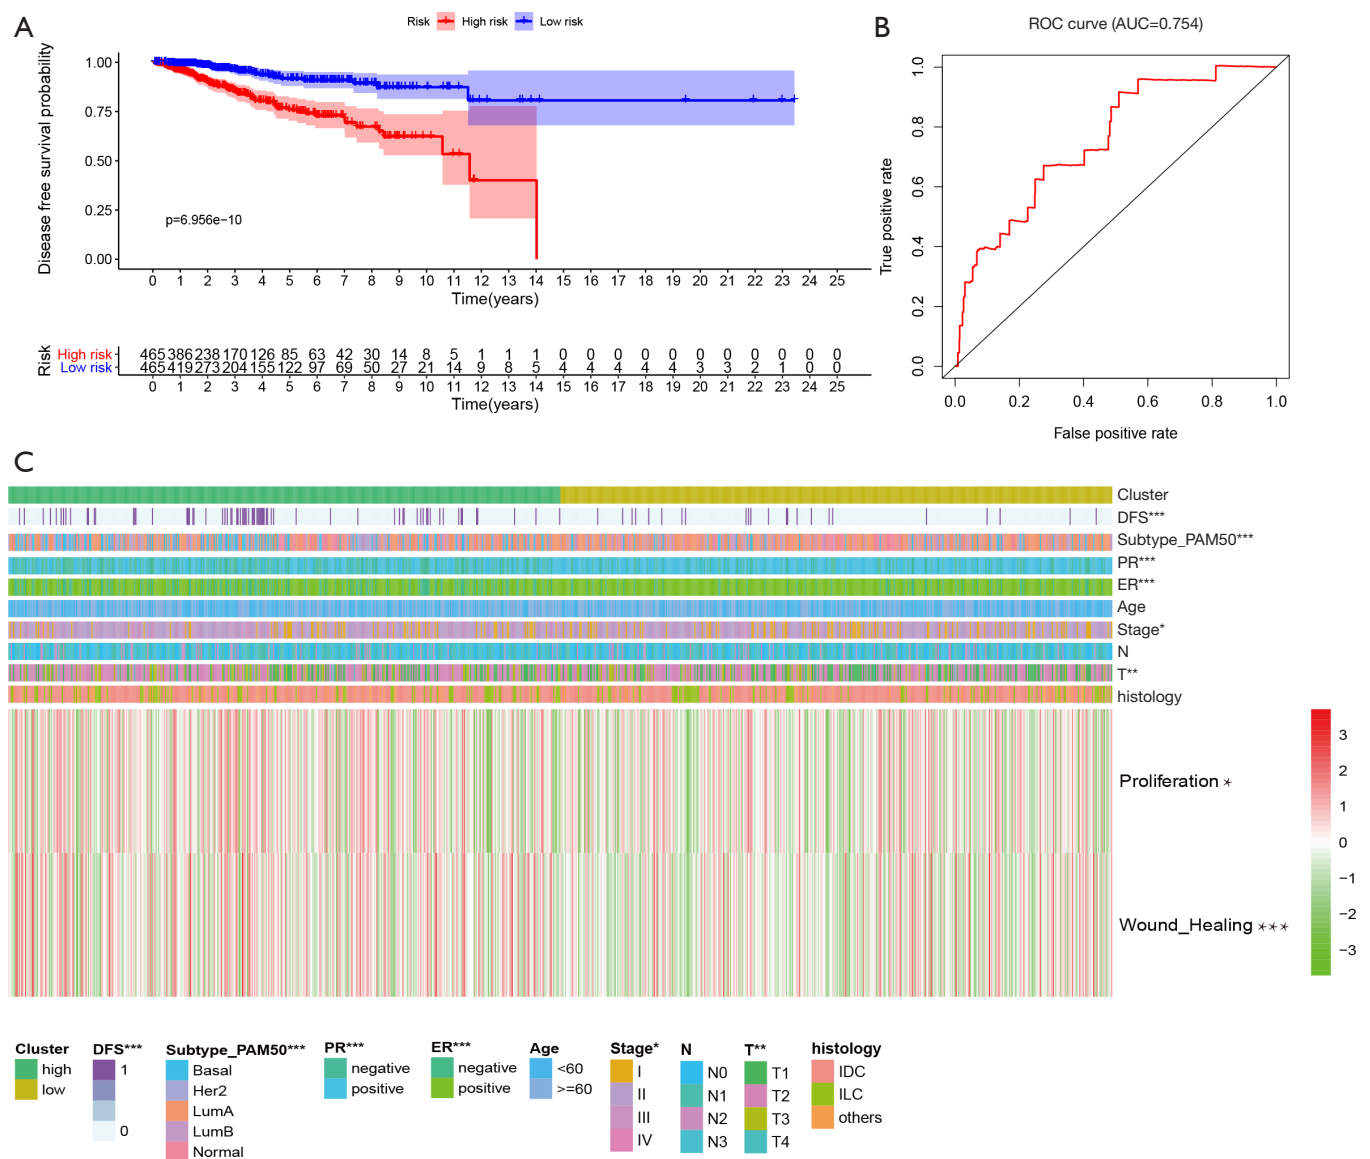 A
Risk High risk Low risk
Disease free survival probability
1.00
0.75
0.50
0.25
0.00
p=6.956e−10
0 1 2 3 4 5 6 7 8 9 10 11 12 13 14 15 16 17 18 19 20 21 22 23 24 25
Time(years)
Risk
High risk 465 386 238 170 126 85 63 42 30 14 8 5 1 1 1 0 0 0 0 0 0 0 0 0 0 0
Low risk 465 419 273 204 155 122 97 69 50 27 21 14 9 8 5 4 4 4 4 4 3 3 2 1 0 0
0 1 2 3 4 5 6 7 8 9 10 11 12 13 14 15 16 17 18 19 20 21 22 23 24 25
Time(years)
B
ROC curve (AUC=0.754)
True positive rate
1.0
0.8
0.6
0.4
0.2
0.0
0.0 0.2 0.4 0.6 0.8 1.0
False positive rate
C
Cluster
DFS***
Subtype_PAM50***
PR***
ER***
Age
Stage*
N
T**
histology
Proliferation *
Wound_Healing ***
3
2
1
0
−1
−2
−3
Cluster
high
low
DFS***
1
0
Subtype_PAM50***
Basal
Her2
LumA
LumB
Normal
PR***
negative
positive
ER***
negative
positive
Age
<60
>=60
Stage*
I
II
III
IV
N
N0
N1
N2
N3
T**
T1
T2
T3
T4
histology
IDC
ILC
others